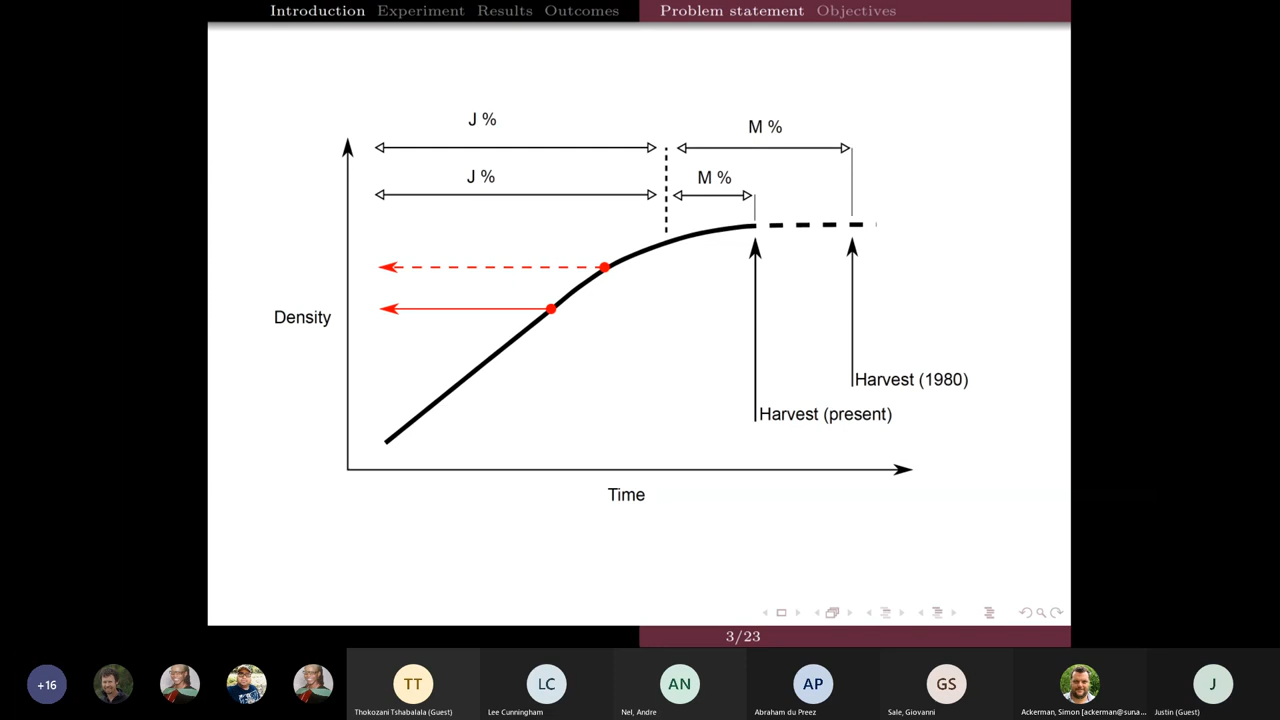 Introduction Experiment Results Outcomes Problem statement Objectives
J %
M %
J %
M %
Density
Harvest (1980)
Harvest (present)
Time
3/23
+16
TT
LC
AN
AP
GS
J
Thokozani Tshabalala (Guest)
Lee Cunningham
Nel, Andre
Abraham du Preez
Sale, Giovanni
Ackerman, Simon [ackerman@suna...
Justin (Guest)